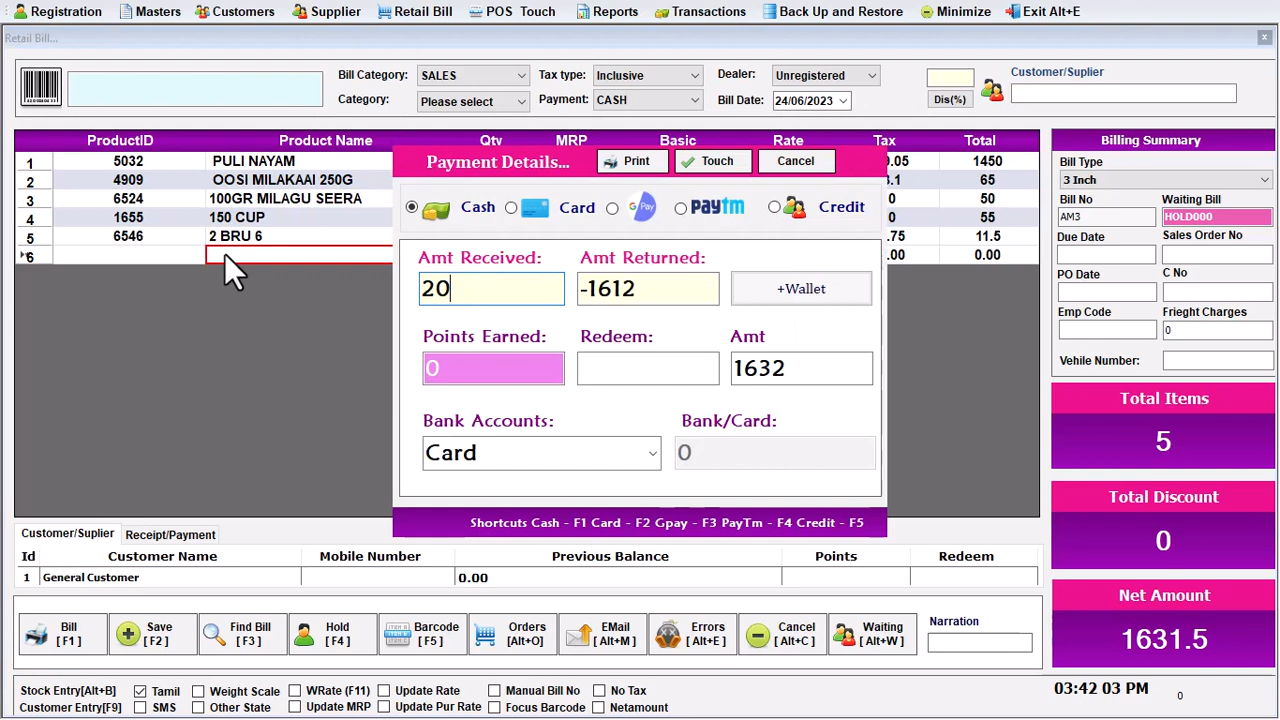 Registration Masters Customers Supplier Retail Bill POS Touch Reports Transactions Back Up and Restore Minimize Exit Alt+E
Retail Bill... x
Bill Category: SALES Tax type: Inclusive Dealer: Unregistered Customer/Suplier
Category: Please select Payment: CASH Bill Date: 24/06/2023 Dis(%)
ProductID Product Name Qty MRP Basic Rate Tax Total
1 5032 PULI NAYAM .05 1450
2 4909 OOSI MILAKAAI 250G 3.1 65
3 6524 100GR MILAGU SEERA 0 50
4 1655 150 CUP 0 55
5 6546 2 BRU 6 .75 11.5
6 .00 0.00
Payment Details... Print Touch Cancel
Cash Card G Pay Paytm Credit
Amt Received: Amt Returned:
20 -1612 +Wallet
Points Earned: Redeem: Amt
0 1632
Bank Accounts: Bank/Card:
Card 0
Shortcuts Cash - F1 Card - F2 Gpay - F3 PayTm - F4 Credit - F5
Billing Summary
Bill Type
3 Inch
Bill No Waiting Bill
AM3 HOLD000
Due Date Sales Order No
PO Date C No
Emp Code Frieght Charges
0
Vehile Number:
Total Items
5
Total Discount
0
Net Amount
1631.5
Customer/Suplier Receipt/Payment
Id Customer Name Mobile Number Previous Balance Points Redeem
1 General Customer 0.00
Bill [F1 ] Save [F2 ] Find Bill [F3 ] Hold [F4 ] Barcode [F5 ] Orders [Alt+O] EMail [Alt+M ] Errors [ Alt+E ] Cancel [ Alt+C ] Waiting [Alt+W ] Narration
Stock Entry[Alt+B] Tamil Weight Scale WRate (F11) Update Rate Manual Bill No No Tax 03:42 03 PM 0
Customer Entry[F9] SMS Other State Update MRP Update Pur Rate Focus Barcode Netamount